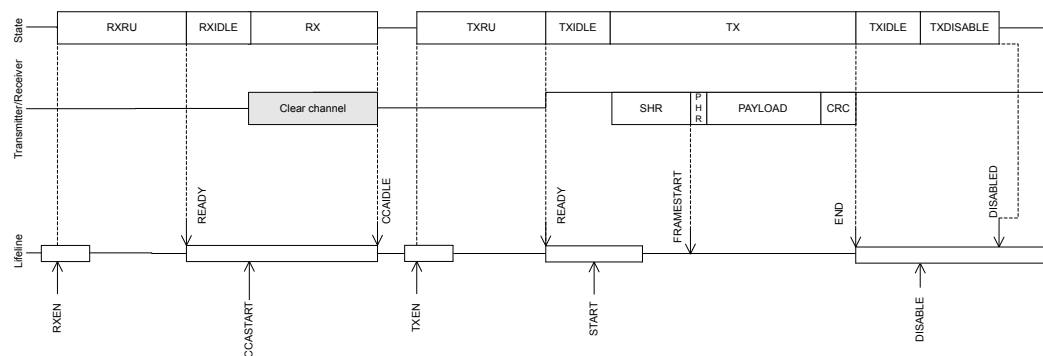 State
RXRU
RXIDLE
RX
TXRU
TXIDLE
TX
TXIDLE
TXDISABLE
Transmitter/Receiver
Clear channel
SHR
P
H
R
PAYLOAD
CRC
READY
CCAIDLE
READY
FRAMESTART
END
DISABLED
Lifeline
RXEN
CCASTART
TXEN
START
DISABLE